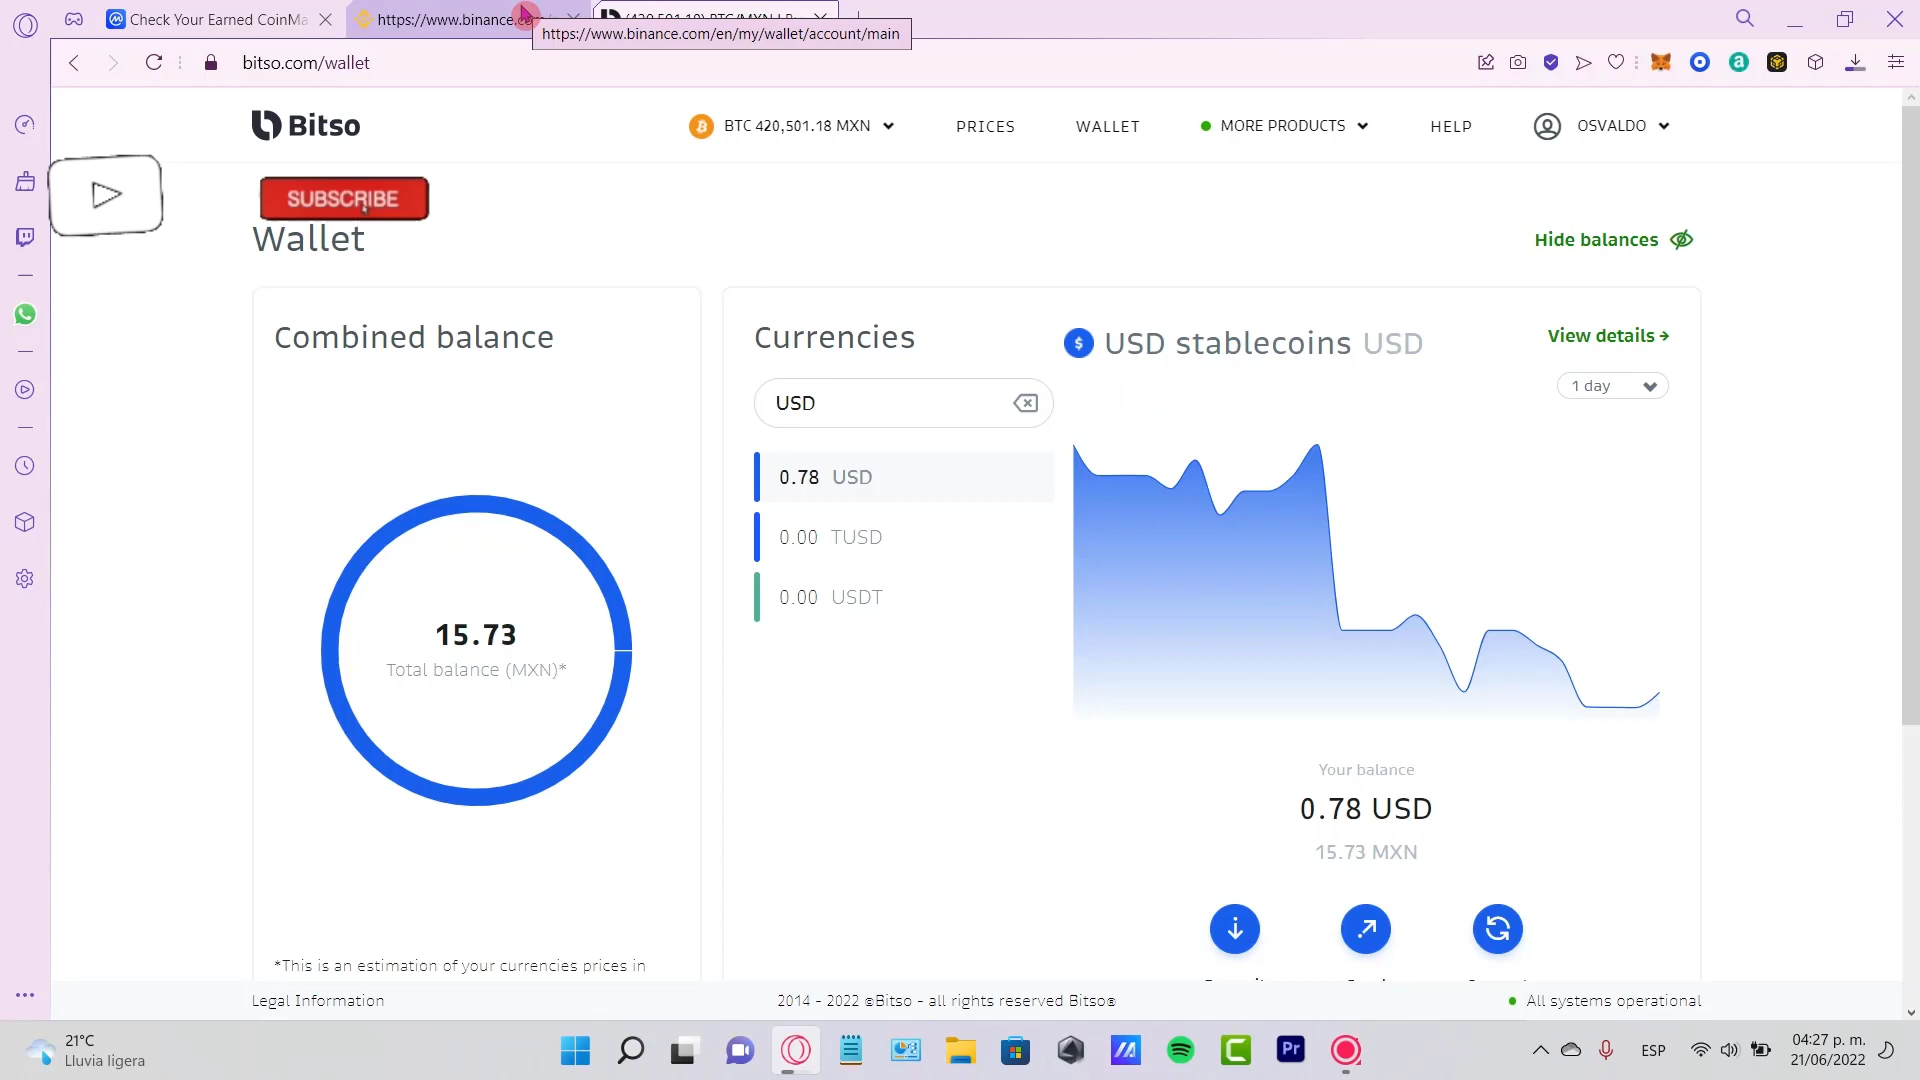 Check Your Earned CoinMa
https://www.binance.co
https://www.binance.com/en/my/wallet/account/main
bitso.com/wallet
Bitso
BTC 420,501.18 MXN
PRICES
WALLET
MORE PRODUCTS
HELP
OSVALDO
SUBSCRIBE
Wallet
Hide balances
Combined balance
Currencies
USD stablecoins USD
View details
1 day
USD
0.78 USD
0.00 TUSD
0.00 USDT
15.73
Total balance (MXN)*
Your balance
0.78 USD
15.73 MXN
*This is an estimation of your currencies prices in
Legal Information
2014 - 2022 ©Bitso - all rights reserved Bitso®
All systems operational
21°C
Lluvia ligera
Pr
ESP
04:27 p. m.
21/06/2022